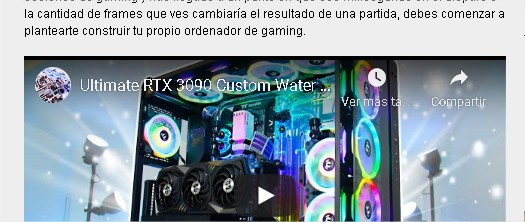 la cantidad de frames que ves cambiaría el resultado de una partida, debes comenzar a
plantearte construir tu propio ordenador de gaming.
Ultimate RTX 3090 Custom Water ...
Ver más ta...
Compartir